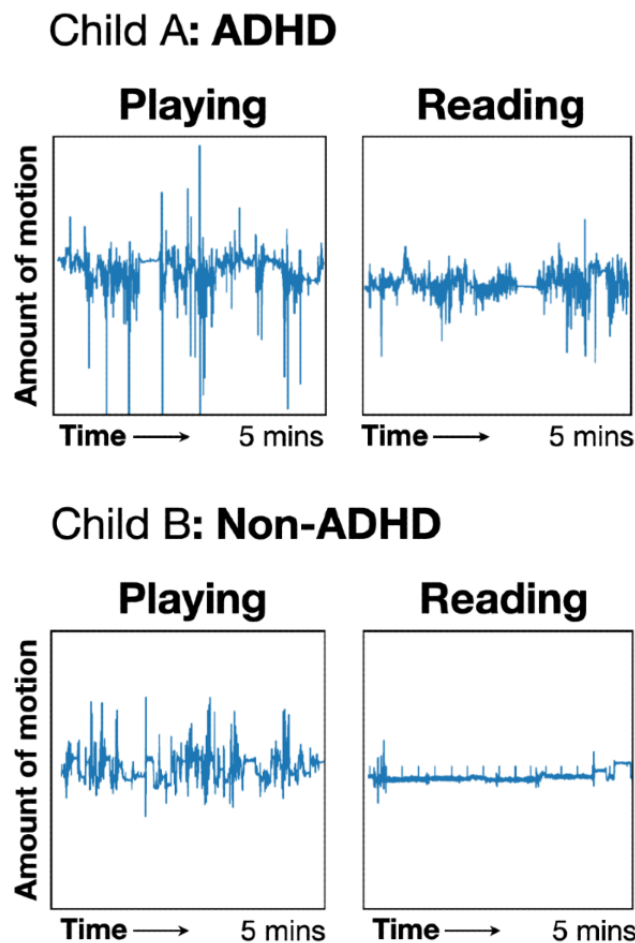 Child A: ADHD
Playing
Reading
Amount of motion
Time → 5 mins
Time → 5 mins
Child B: Non-ADHD
Playing
Reading
Amount of motion
Time → 5 mins
Time → 5 mins